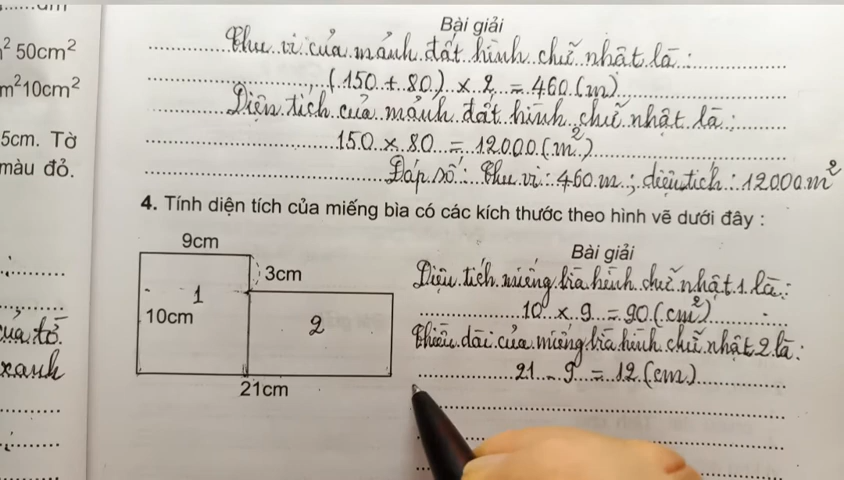 Bài giải
Chu vi của mảnh đất hình chữ nhật là :
(150 + 80) x 2 = 460 (m)
Diện tích của mảnh đất hình chữ nhật là :
150 x 80 = 12000 (m²)
Đáp số : Chu vi : 460 m ; diện tích : 12000 m²
² 50cm²
m²10cm²
5cm. Tờ
màu đỏ.
4. Tính diện tích của miếng bìa có các kích thước theo hình vẽ dưới đây :
9cm
3cm
1
10cm
2
21cm
Bài giải
Diện tích miếng bìa hình chữ nhật 1 là :
10 x 9 = 90 (cm²)
Chiều dài của miếng bìa hình chữ nhật 2 là :
21 - 9 = 12 (cm)
tờ
xanh